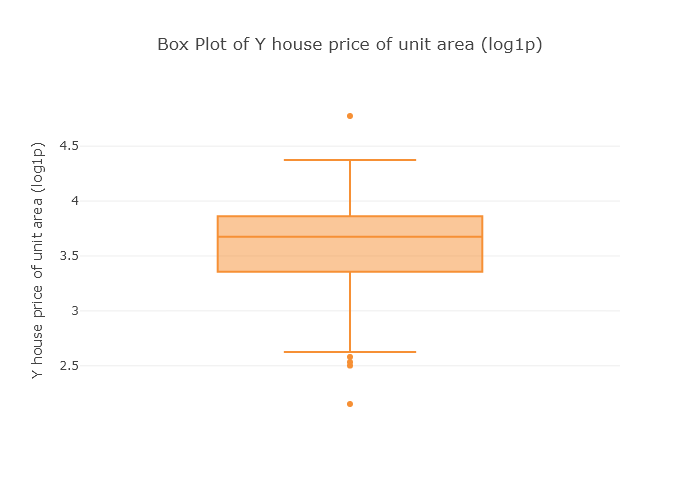 Box Plot of Y house price of unit area (log1p)
Y house price of unit area (log1p)
4.5
4
3.5
3
2.5